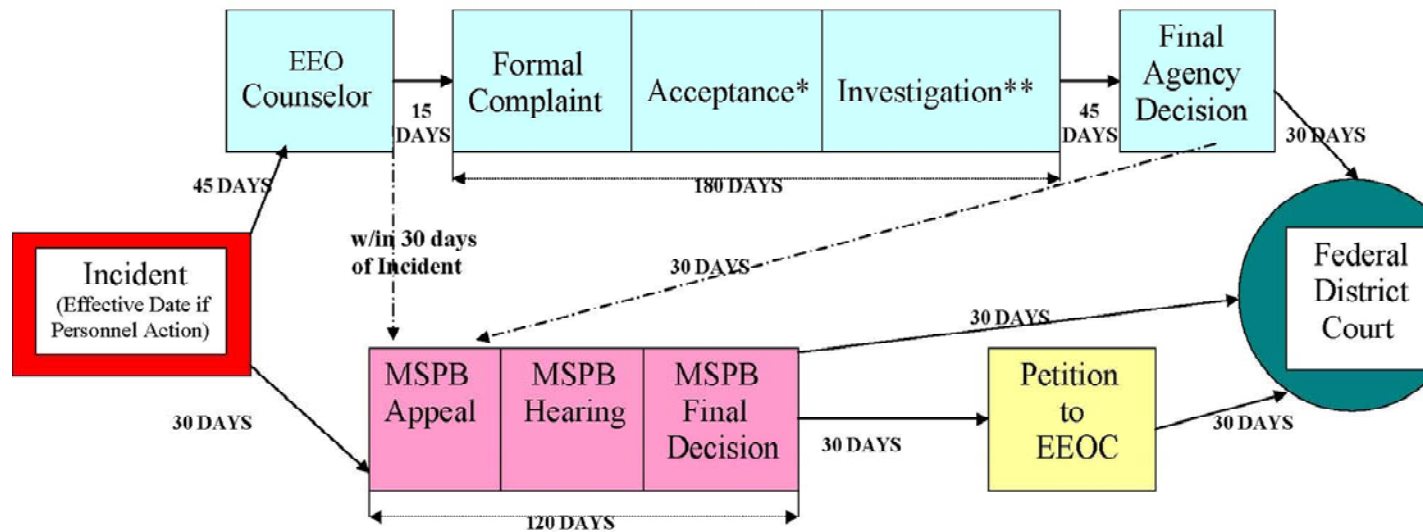 EEO
Counselor
15
DAYS
Formal
Complaint
Acceptance*
Investigation**
45
DAYS
Final
Agency
Decision
30 DAYS
180 DAYS
45 DAYS
w/in 30 days
of Incident
30 DAYS
Incident
(Effective Date if
Personnel Action)
Federal
District
Court
30 DAYS
30 DAYS
MSPB
Appeal
MSPB
Hearing
MSPB
Final
Decision
30 DAYS
Petition
to
EEOC
30 DAYS
120 DAYS